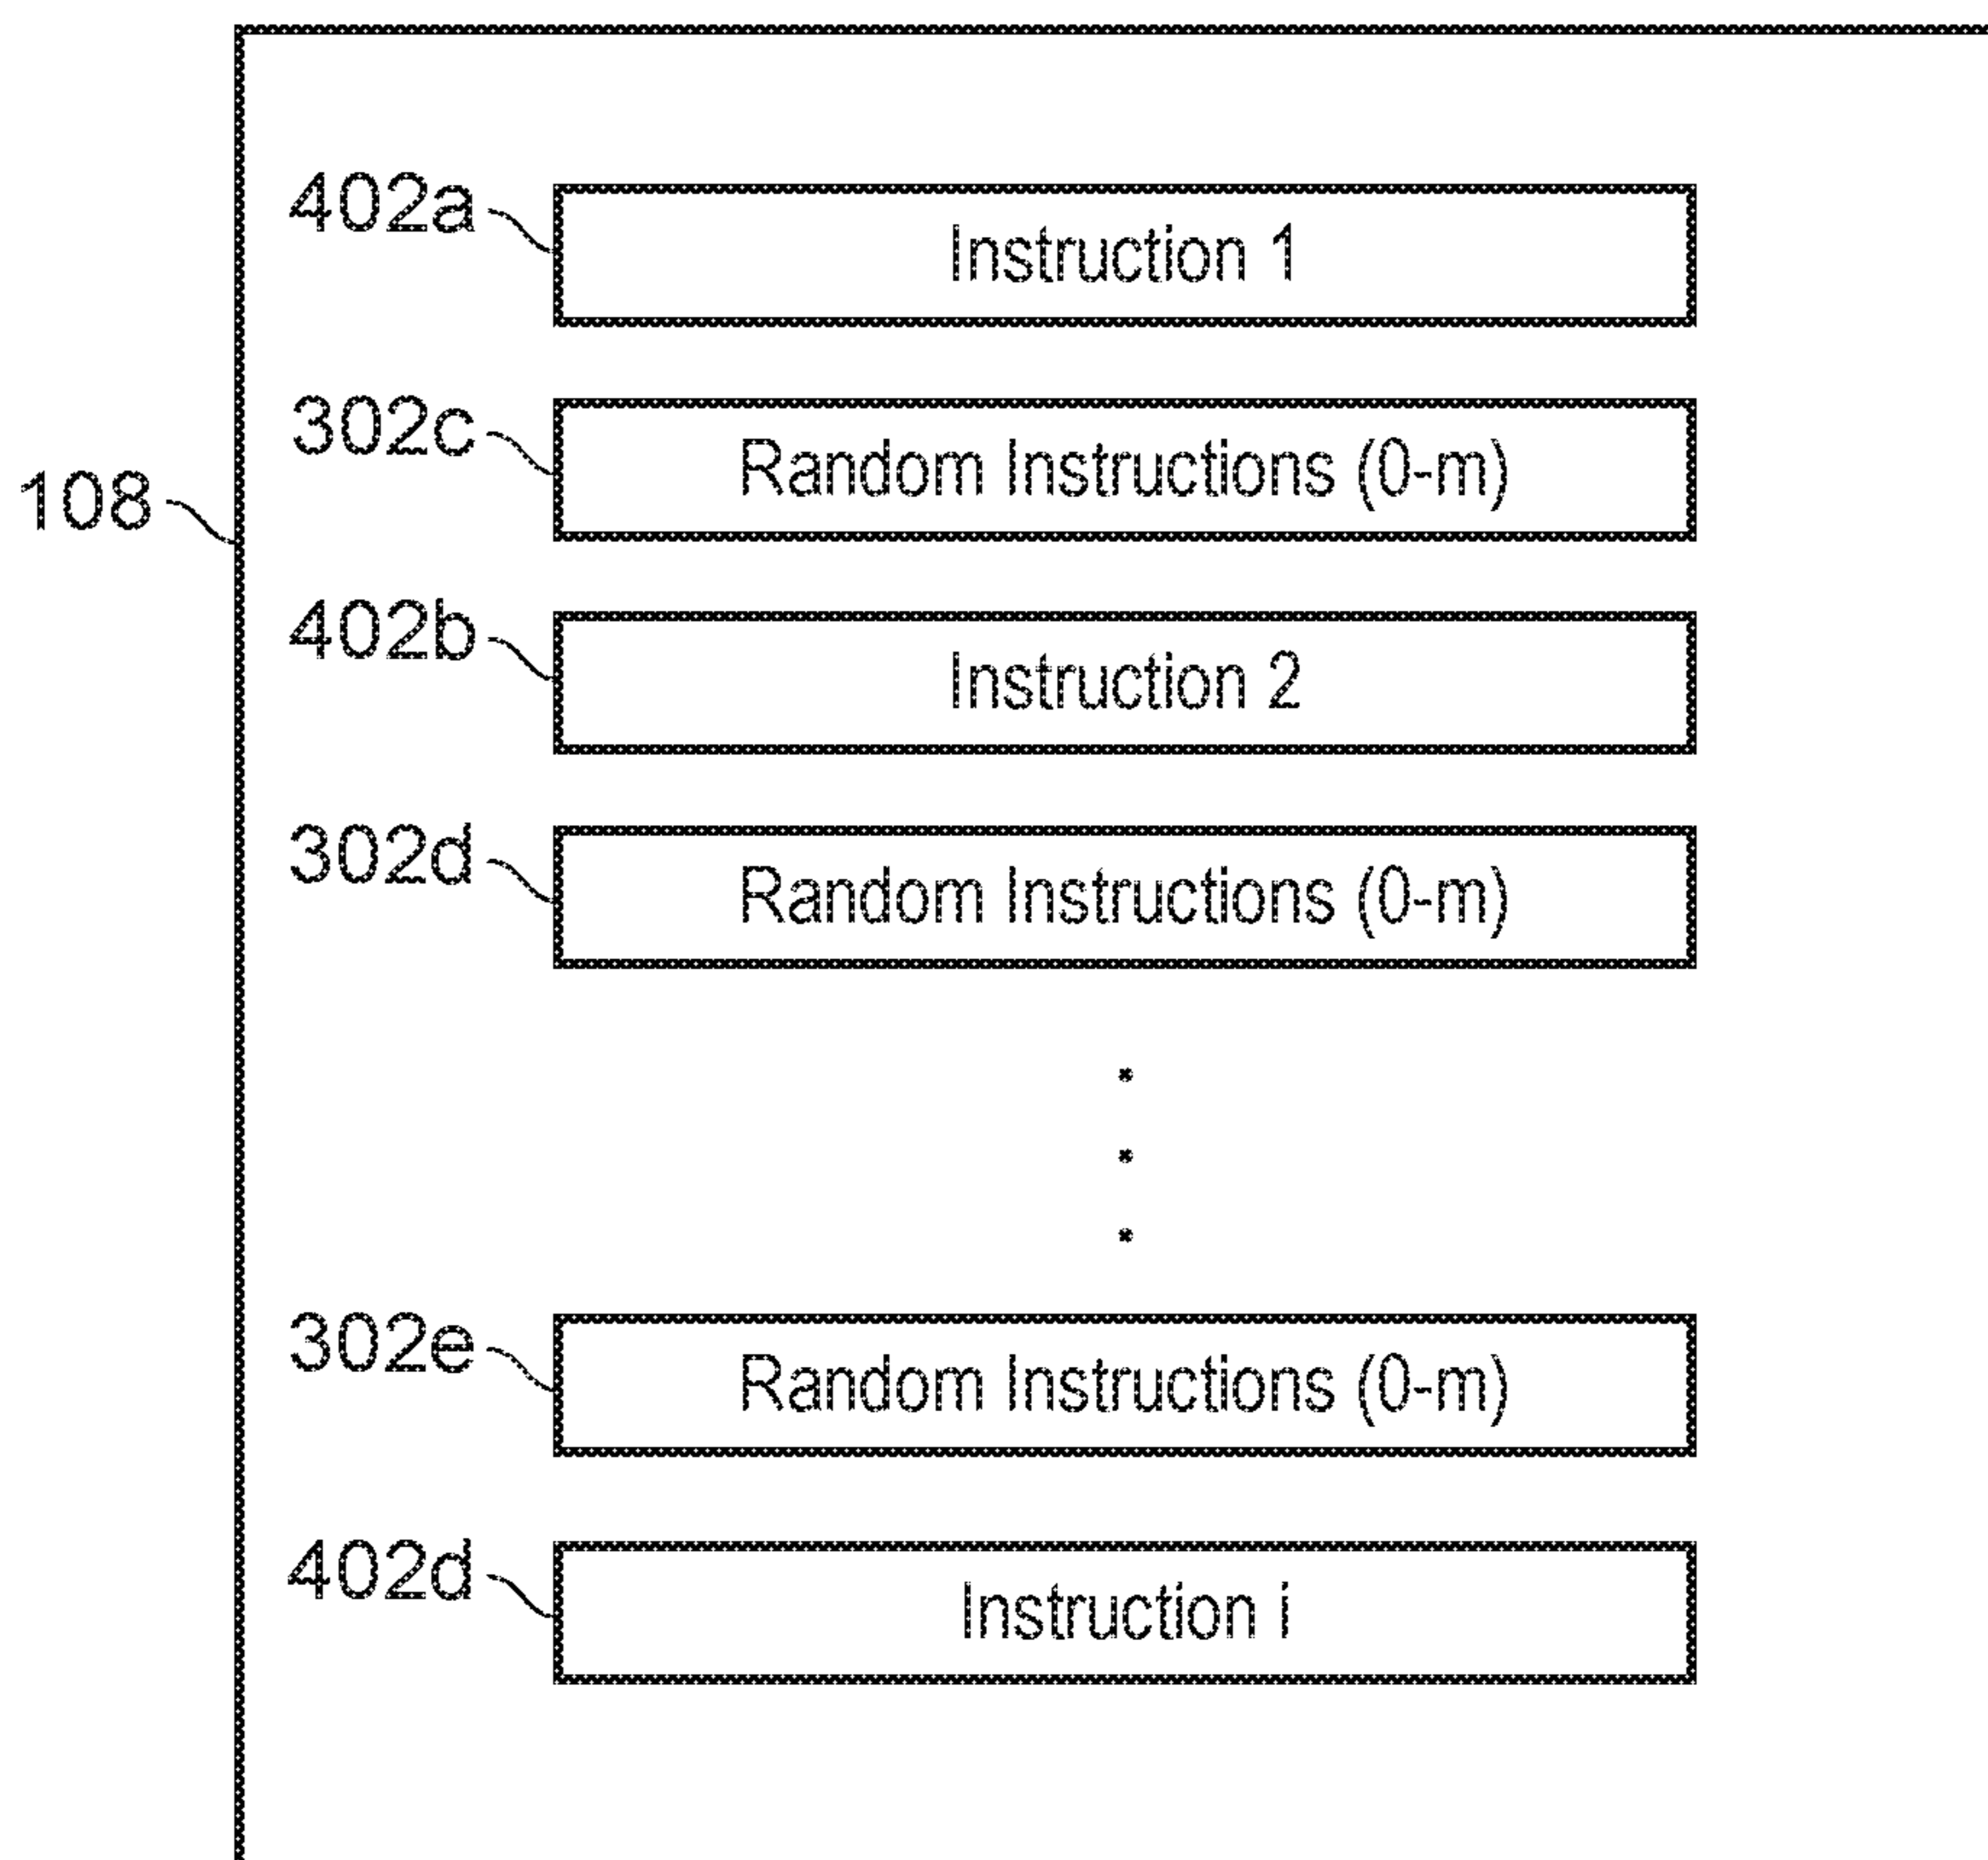 402a Instruction 1
302c Random Instructions (0-m)
108
402b Instruction 2
302d Random Instructions (0-m)
302e Random Instructions (0-m)
402d Instruction i